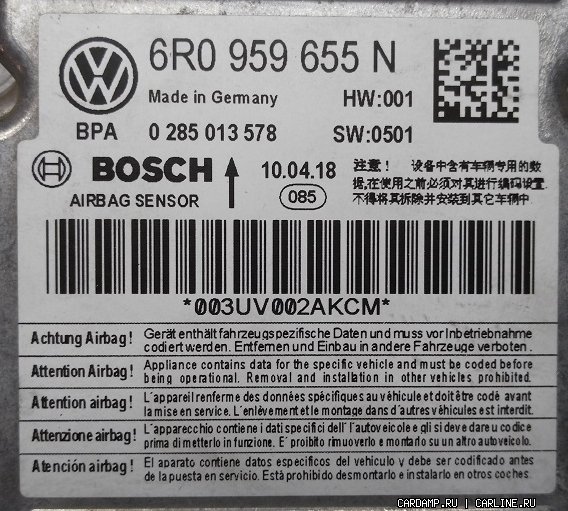 6R0 959 655 N
Made in Germany HW:001
BPA 0 285 013 578 SW:0501
BOSCH 10.04.18
AIRBAG SENSOR 085
注意！ 设备中含有车辆专用的数
据,在使用之前必须对其进行编码设置.
不得将其拆除并安装到其它车辆中.
*003UV002AKCM*
Achtung Airbag! Gerät enthält fahrzeugspezifische Daten und muss vor Inbetriebnahme
codiert werden. Entfernen und Einbau in andere Fahrzeuge verboten.
Attention Airbag! Appliance contains data for the specific vehicle and must be coded before
being operational. Removal and installation in other vehicles prohibited.
Attention airbag! L'appareil renferme des données spécifiques au véhicule et doit être codé avant
la mise en service. L'enlèvement et le montage dans d'autres véhicules est interdit.
Attenzione airbag! L'apparecchio contiene i dati specifici dell'autoveicolo e gli si deve dare u codice
prima di metterlo in funzione. E' proibito rimuoverlo e montarlo su un altro autoveicolo.
Atención airbag! El aparato contiene datos especificos del vehículo y debe ser codificado antes
de la puesta en servicio. Está prohibido desmontarlo e instalarlo en otros coches.
CARDAMP.RU | CARLINE.RU